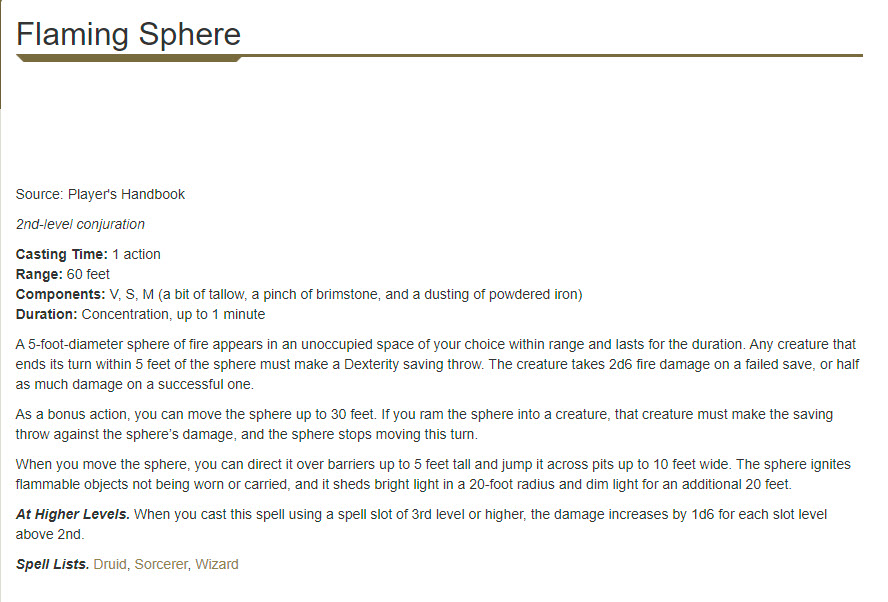 Flaming Sphere
Source: Player's Handbook
2nd-level conjuration
Casting Time: 1 action
Range: 60 feet
Components: V, S, M (a bit of tallow, a pinch of brimstone, and a dusting of powdered iron)
Duration: Concentration, up to 1 minute
A 5-foot-diameter sphere of fire appears in an unoccupied space of your choice within range and lasts for the duration. Any creature that
ends its turn within 5 feet of the sphere must make a Dexterity saving throw. The creature takes 2d6 fire damage on a failed save, or half
as much damage on a successful one.
As a bonus action, you can move the sphere up to 30 feet. If you ram the sphere into a creature, that creature must make the saving
throw against the sphere’s damage, and the sphere stops moving this turn.
When you move the sphere, you can direct it over barriers up to 5 feet tall and jump it across pits up to 10 feet wide. The sphere ignites
flammable objects not being worn or carried, and it sheds bright light in a 20-foot radius and dim light for an additional 20 feet.
At Higher Levels. When you cast this spell using a spell slot of 3rd level or higher, the damage increases by 1d6 for each slot level
above 2nd.
Spell Lists. Druid, Sorcerer, Wizard